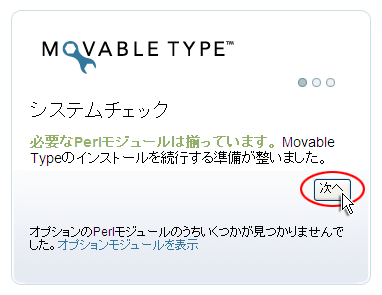 MOVABLE TYPE™
システムチェック
必要なPerlモジュールは揃っています。Movable
Typeのインストールを続行する準備が整いました。
次へ
オプションのPerlモジュールのうちいくつかが見つかりませんで
した。オプションモジュールを表示